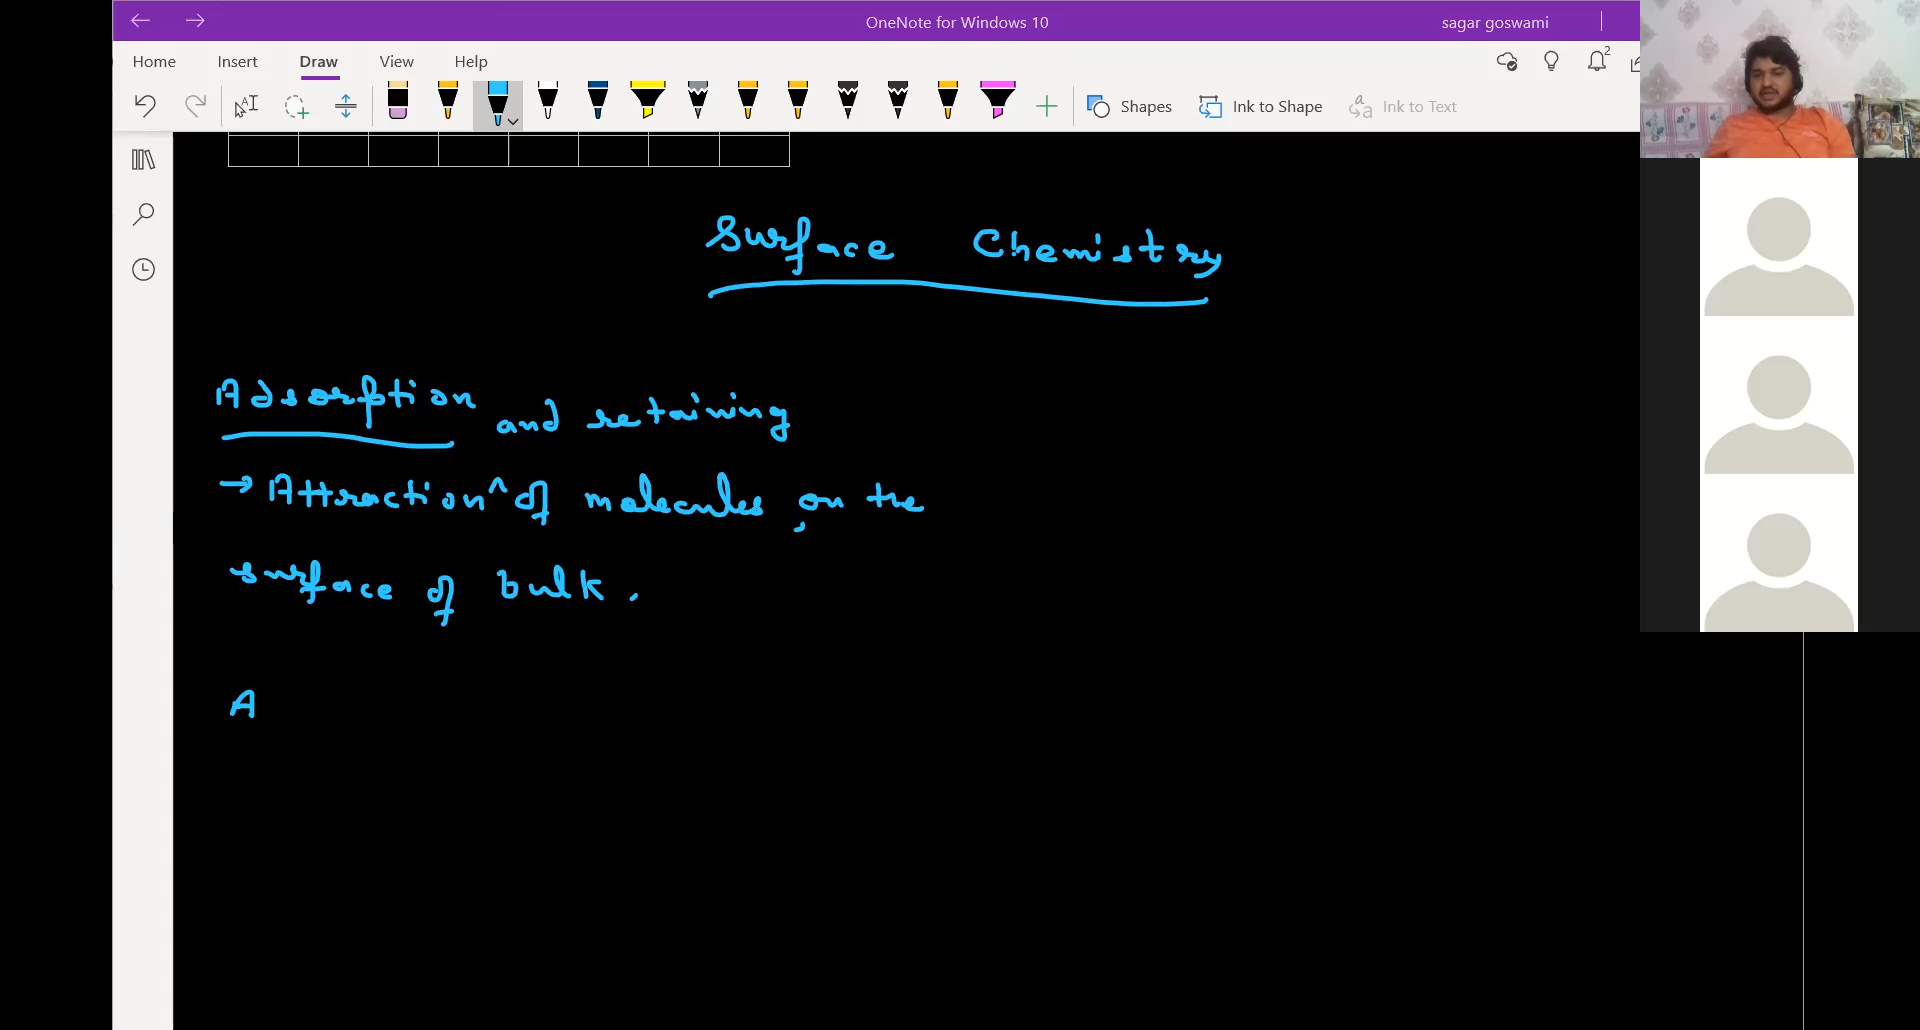 OneNote for Windows 10
sagar goswami
Home Insert Draw View Help
2
Shapes Ink to Shape Ink to Text
Surface Chemistry
Adsorption
and retaining
→ Attraction ^ of molecules on the
surface of bulk.
A